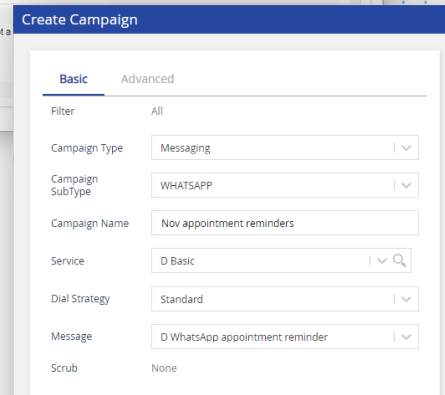 Create Campaign
Basic Advanced
Filter All
Campaign Type Messaging
Campaign
SubType WHATSAPP
Campaign Name Nov appointment reminders
Service D Basic
Dial Strategy Standard
Message D WhatsApp appointment reminder
Scrub None